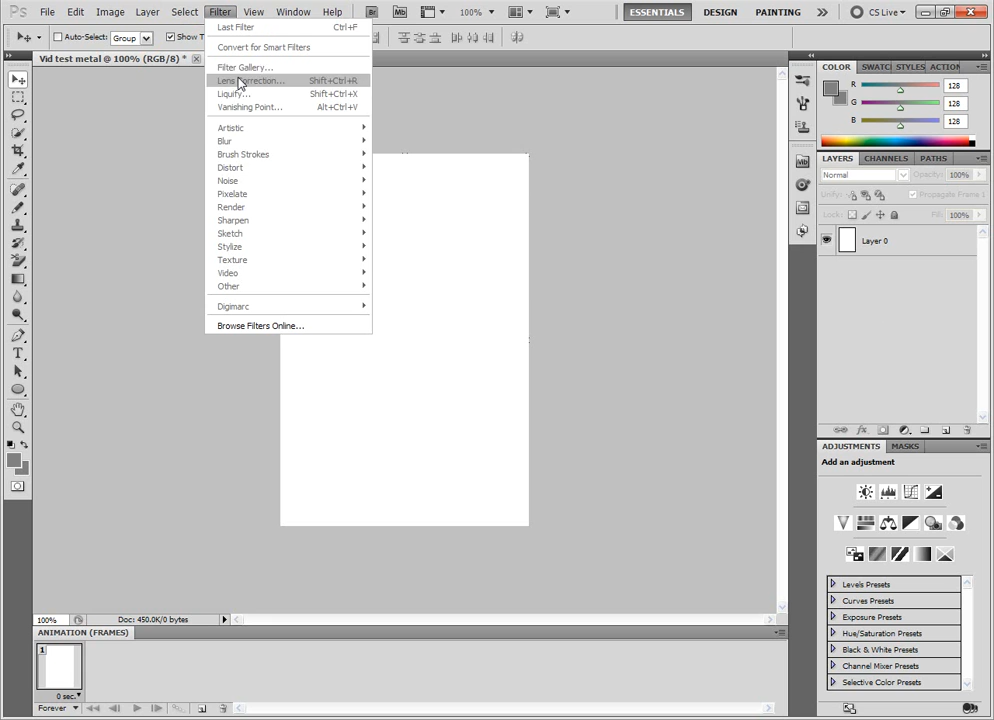 Ps File Edit Image Layer Select Filter View Window Help Br Mb 100% ESSENTIALS DESIGN PAINTING CS Live
Auto-Select: Group Show T
Vid test metal @ 100% (RGB/8) *
Last Filter Ctrl+F
Convert for Smart Filters
Filter Gallery...
Lens Correction... Shift+Ctrl+R
Liquify... Shift+Ctrl+X
Vanishing Point... Alt+Ctrl+V
Artistic
Blur
Brush Strokes
Distort
Noise
Pixelate
Render
Sharpen
Sketch
Stylize
Texture
Video
Other
Digimarc
Browse Filters Online...
COLOR SWATC STYLES ACTION
R 128
G 128
B 128
LAYERS CHANNELS PATHS
Normal Opacity: 100%
Unify: Propagate Frame 1
Lock: Fill: 100%
Layer 0
ADJUSTMENTS MASKS
Add an adjustment
Levels Presets
Curves Presets
Exposure Presets
Hue/Saturation Presets
Black & White Presets
Channel Mixer Presets
Selective Color Presets
100% Doc: 450.0K/0 bytes
ANIMATION (FRAMES)
1
0 sec.
Forever